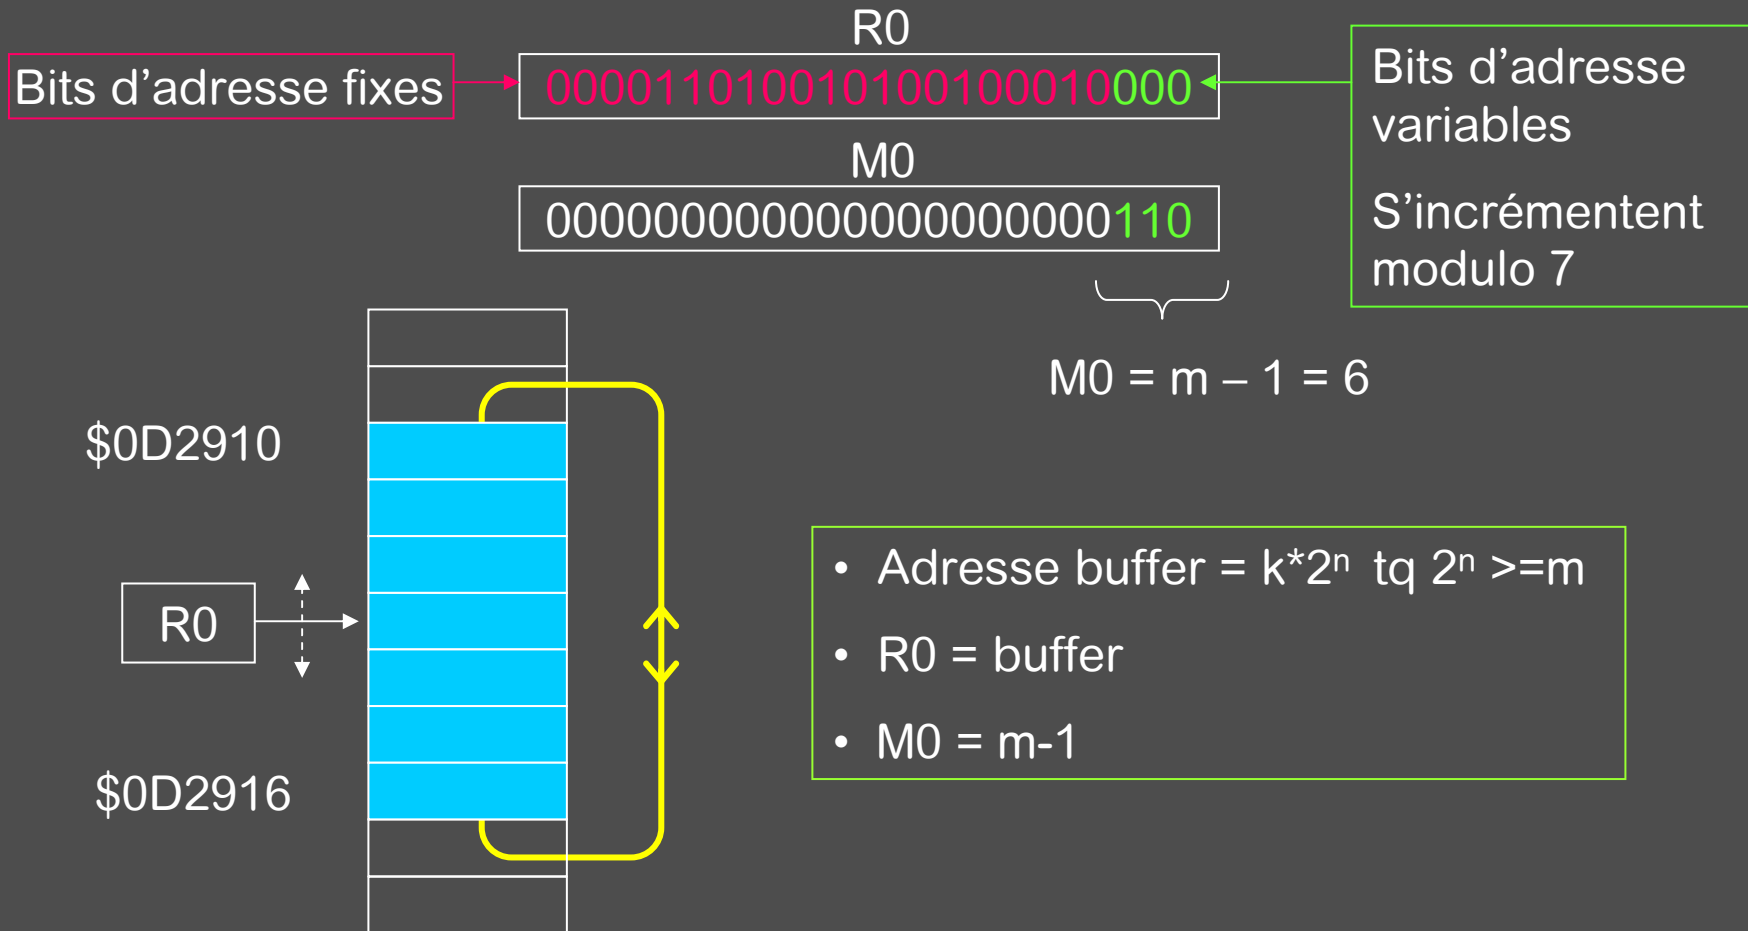 R0
Bits d’adresse fixes
000011010010100100010000
Bits d’adresse
variables
S’incrémentent
modulo 7
M0
000000000000000000000110
M0 = m – 1 = 6
$0D2910
R0
$0D2916
• Adresse buffer = k*2ⁿ tq 2ⁿ >=m
• R0 = buffer
• M0 = m-1